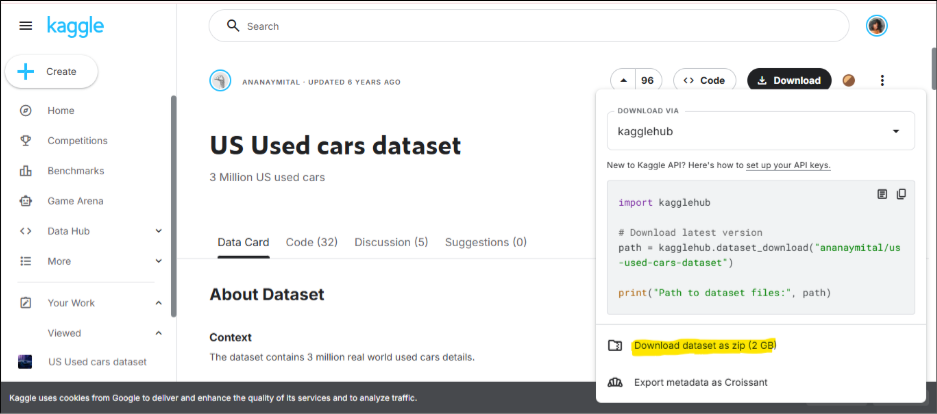 kaggle
Search
Create
Home
Competitions
Benchmarks
Game Arena
Data Hub
More
Your Work
Viewed
US Used cars dataset
ANANAYMITAL · UPDATED 6 YEARS AGO
96
<> Code
Download
US Used cars dataset
3 Million US used cars
Data Card
Code (32)
Discussion (5)
Suggestions (0)
About Dataset
Context
The dataset contains 3 million real world used cars details.
DOWNLOAD VIA
kagglehub
New to Kaggle API? Here's how to set up your API keys.
import kagglehub
# Download latest version
path = kagglehub.dataset_download("ananaymital/us
-used-cars-dataset")
print("Path to dataset files:", path)
Download dataset as zip (2 GB)
Export metadata as Croissant
Kaggle uses cookies from Google to deliver and enhance the quality of its services and to analyze traffic.